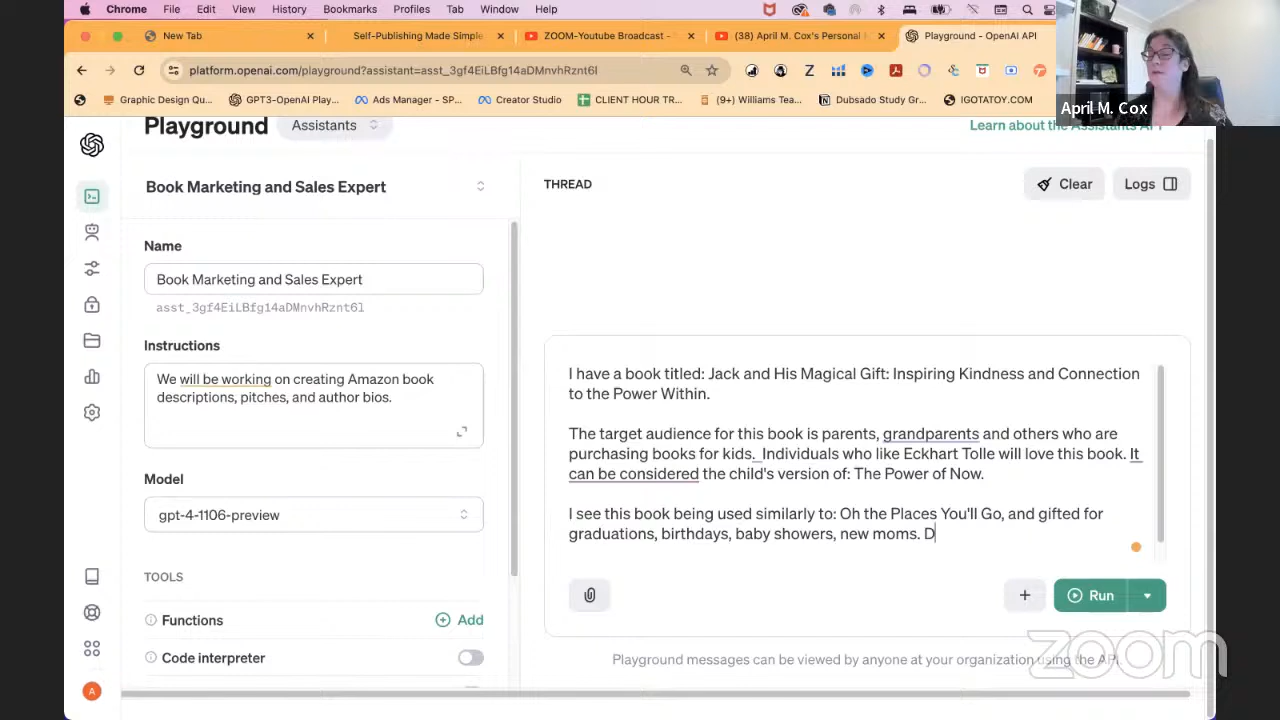 Chrome File Edit View History Bookmarks Profiles Tab Window Help
New Tab
Self-Publishing Made Simple
ZOOM-Youtube Broadcast -
(38) April M. Cox's Personal
Playground - OpenAI API
platform.openai.com/playground?assistant=asst_3gf4EiLBfg14aDMnvhRznt6l
Graphic Design Qu...
GPT3-OpenAI Play...
Ads Manager - SP...
Creator Studio
CLIENT HOUR TR...
(9+) Williams Tea...
Dubsado Study Gr...
IGOTATOY.COM
April M. Cox
Playground
Assistants
Learn about the Assistants API
Book Marketing and Sales Expert
THREAD
Clear
Logs
Name
Book Marketing and Sales Expert
asst_3gf4EiLBfg14aDMnvhRznt6l
Instructions
We will be working on creating Amazon book
descriptions, pitches, and author bios.
Model
gpt-4-1106-preview
TOOLS
Functions
Add
Code interpreter
A
I have a book titled: Jack and His Magical Gift: Inspiring Kindness and Connection
to the Power Within.
The target audience for this book is parents, grandparents and others who are
purchasing books for kids. Individuals who like Eckhart Tolle will love this book. It
can be considered the child's version of: The Power of Now.
I see this book being used similarly to: Oh the Places You'll Go, and gifted for
graduations, birthdays, baby showers, new moms. D
Run
Playground messages can be viewed by anyone at your organization using the API.
zoom